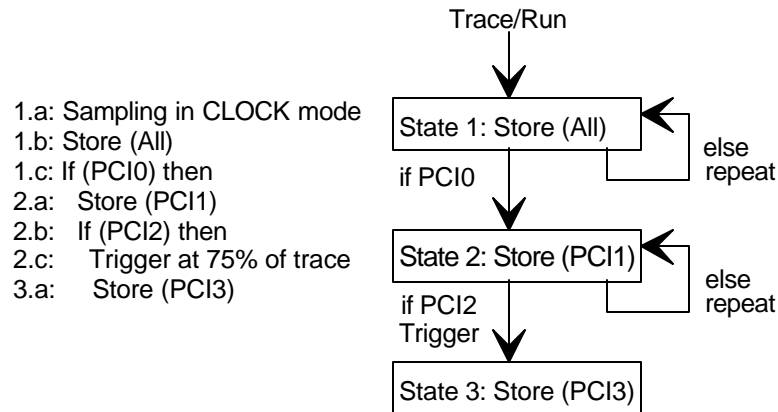 Trace/Run
1.a: Sampling in CLOCK mode
1.b: Store (All)
1.c: If (PCI0) then
2.a: Store (PCI1)
2.b: If (PCI2) then
2.c: Trigger at 75% of trace
3.a: Store (PCI3)
State 1: Store (All)
else
repeat
if PCI0
State 2: Store (PCI1)
else
repeat
if PCI2
Trigger
State 3: Store (PCI3)